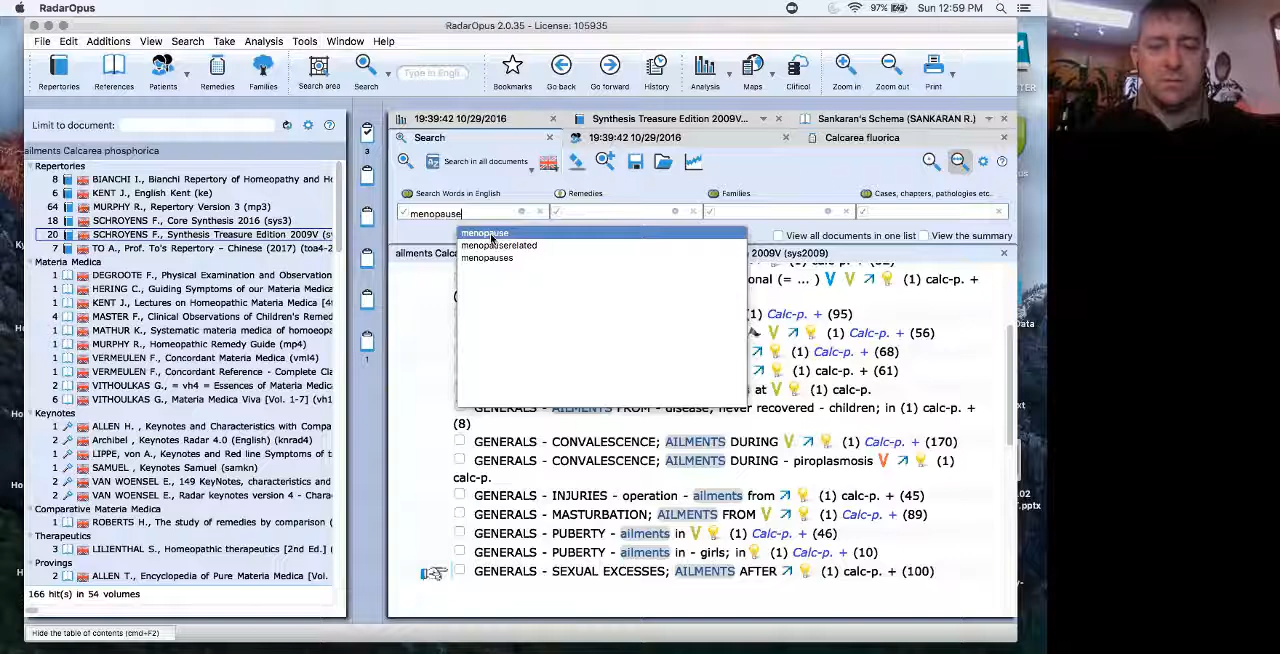 RadarOpus
97%
Sun 12:59 PM
RadarOpus 2.0.35 - License: 105935
File Edit Additions View Search Take Analysis Tools Window Help
Type in Engli
Repertories References Patients Remedies Families Search area Search Bookmarks Go back Go forward History Analysis Maps Clificol Zoom in Zoom out Print
Limit to document:
ailments Calcarea phosphorica
Repertories
8 BIANCHI I., Bianchi Repertory of Homeopathy and H
6 KENT J., English Kent (ke)
64 MURPHY R., Repertory Version 3 (mp3)
18 SCHROYENS F., Core Synthesis 2016 (sys3)
20 SCHROYENS F., Synthesis Treasure Edition 2009V (sy
7 TO A., Prof. To's Repertory - Chinese (2017) (toa4-2
Materia Medica
1 DEGROOTE F., Physical Examination and Observation
1 HERING C., Guiding Symptoms of our Materia Medica
1 KENT J., Lectures on Homeopathic Materia Medica [4t
4 MASTER F., Clinical Observations of Children's Remed
1 MATHUR K., Systematic materia medica of homoeopa
1 MURPHY R., Homeopathic Remedy Guide (mp4)
1 VERMEULEN F., Concordant Materia Medica (vml4)
1 VERMEULEN F., Concordant Reference - Complete Cla
2 VITHOULKAS G., = vh4 = Essences of Materia Medica
6 VITHOULKAS G., Materia Medica Viva [Vol. 1-7] (vh1
Keynotes
1 ALLEN H. , Keynotes and Characteristics with Compa
2 Archibel , Keynotes Radar 4.0 (English) (knrad4)
1 LIPPE, von A., Keynotes and Red line Symptoms of t
1 SAMUEL , Keynotes Samuel (samkn)
2 VAN WOENSEL E., 149 KeyNotes, characteristics and
2 VAN WOENSEL E., Radar keynotes version 4 - Chara
Comparative Materia Medica
1 ROBERTS H., The study of remedies by comparison (
Therapeutics
3 LILIENTHAL S., Homeopathic therapeutics [2nd Ed.] (
Provings
2 ALLEN T., Encyclopedia of Pure Materia Medica [Vol.
166 hit(s) in 54 volumes
Hide the table of contents (cmd+F2)
3
1
19:39:42 10/29/2016
Synthesis Treasure Edition 2009V...
Sankaran's Schema (SANKARAN R.)
Search
19:39:42 10/29/2016
Calcarea fluorica
Search in all documents
Search Words in English Remedies Families Cases, chapters, pathologies etc.
menopause
menopause
menopauserelated
menopauses
View all documents in one list View the summary
ailments Calc
2009V (sys2009)
onal (= ... ) (1) calc-p. +
(1) Calc-p. + (95)
(1) Calc-p. + (56)
(1) Calc-p. + (68)
(1) Calc-p. + (61)
at (1) calc-p.
GENERALS - AILMENTS FROM - disease; never recovered - children; in (1) calc-p. +
(8)
GENERALS - CONVALESCENCE; AILMENTS DURING (1) Calc-p. + (170)
GENERALS - CONVALESCENCE; AILMENTS DURING - piroplasmosis (1)
calc-p.
GENERALS - INJURIES - operation - ailments from (1) calc-p. + (45)
GENERALS - MASTURBATION; AILMENTS FROM (1) Calc-p. + (89)
GENERALS - PUBERTY - ailments in (1) Calc-p. + (46)
GENERALS - PUBERTY - ailments in - girls; in (1) Calc-p. + (10)
GENERALS - SEXUAL EXCESSES; AILMENTS AFTER (1) calc-p. + (100)
Data
.02
.pptx